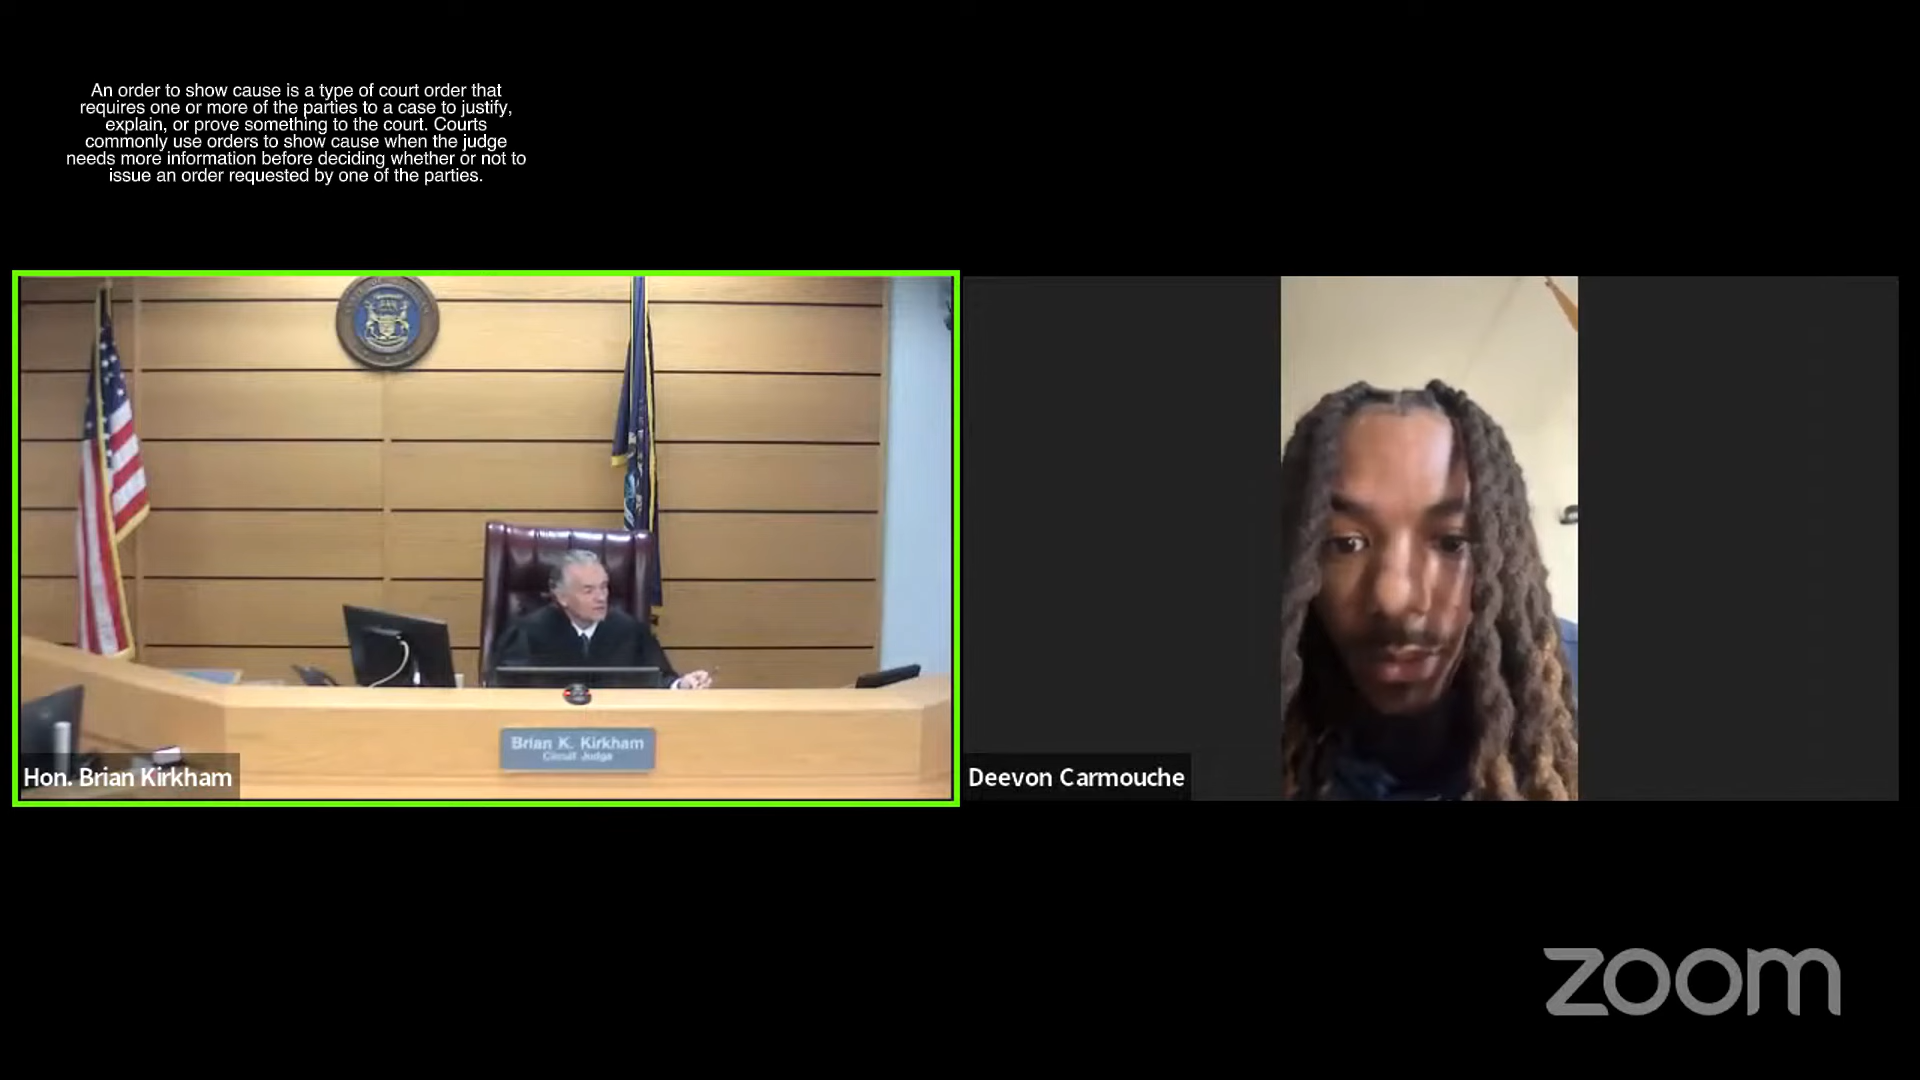 An order to show cause is a type of court order that
requires one or more of the parties to a case to justify,
explain, or prove something to the court. Courts
commonly use orders to show cause when the judge
needs more information before deciding whether or not to
issue an order requested by one of the parties.
Brian K. Kirkham
Circuit Judge
Hon. Brian Kirkham
Deevon Carmouche
zoom